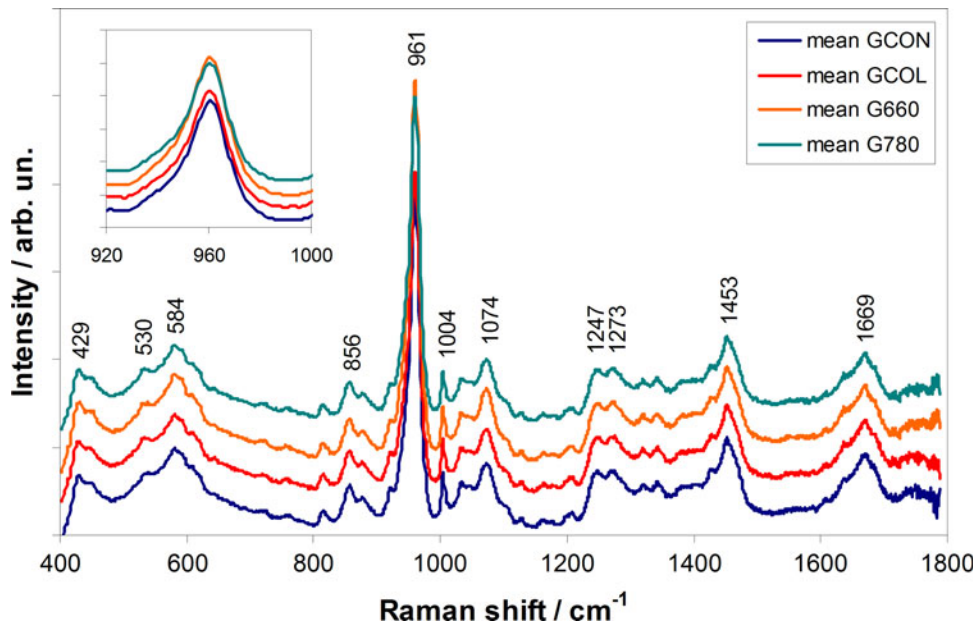 961
mean GCON
mean GCOL
mean G660
mean G780
920 960 1000
429
530
584
856
1004
1074
1247
1273
1453
1669
Intensity / arb. un.
400 600 800 1000 1200 1400 1600 1800
Raman shift / cm⁻¹